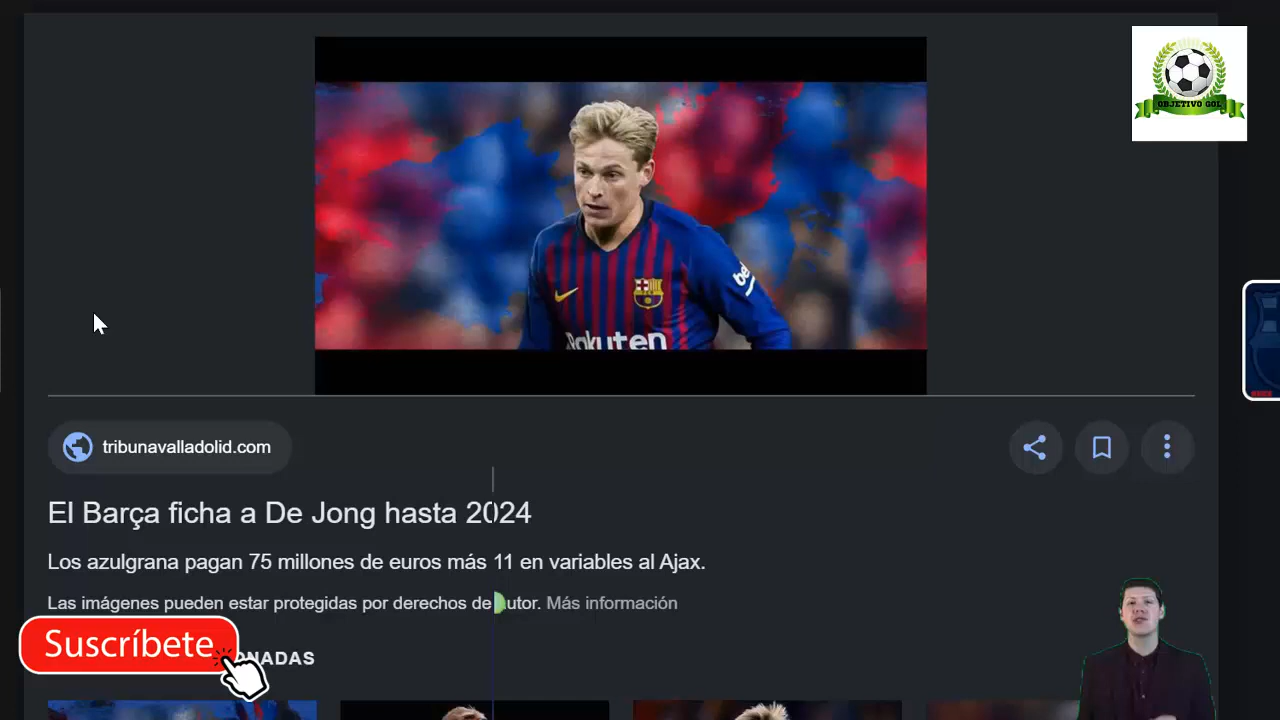 OBJETIVO GOL
beko
Rakuten
tribunavalladolid.com
El Barça ficha a De Jong hasta 2024
Los azulgrana pagan 75 millones de euros más 11 en variables al Ajax.
Las imágenes pueden estar protegidas por derechos de autor. Más información
Suscríbete